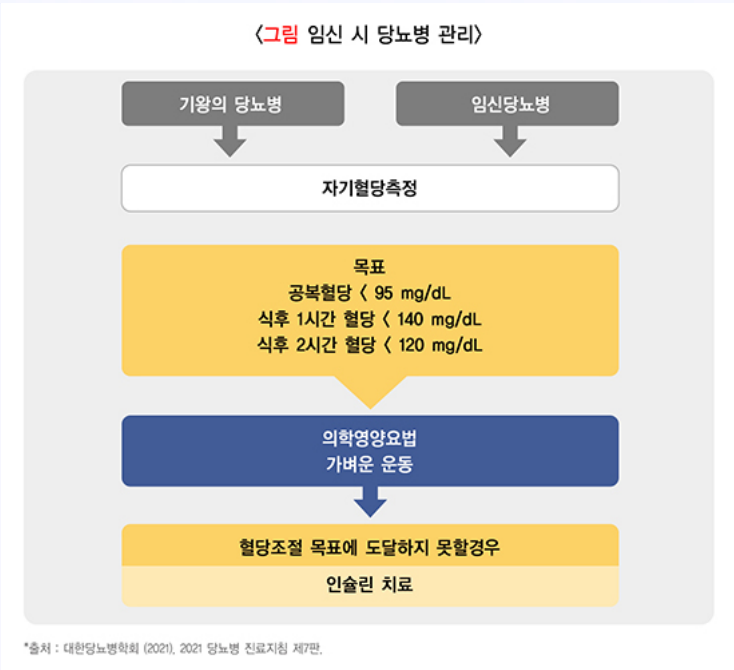 <그림 임신 시 당뇨병 관리>
기왕의 당뇨병
임신당뇨병
자기혈당측정
목표
공복혈당 < 95 mg/dL
식후 1시간 혈당 < 140 mg/dL
식후 2시간 혈당 < 120 mg/dL
의학영양요법
가벼운 운동
혈당조절 목표에 도달하지 못할경우
인슐린 치료
*출처 : 대한당뇨병학회 (2021), 2021 당뇨병 진료지침 제7판.